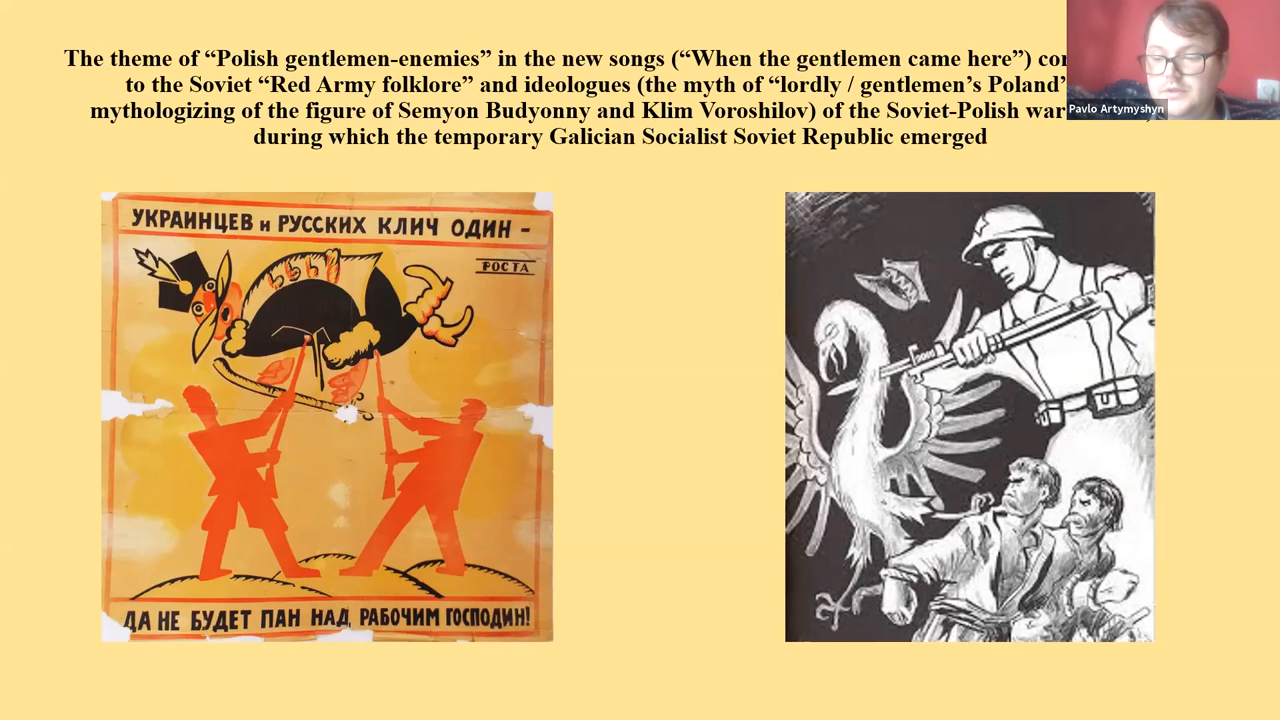 The theme of “Polish gentlemen-enemies” in the new songs (“When the gentlemen came here”)
to the Soviet “Red Army folklore” and ideologues (the myth of “lordly / gentlemen’s Poland”
mythologizing of the figure of Semyon Budyonny and Klim Voroshilov) of the Soviet-Polish war
during which the temporary Galician Socialist Soviet Republic emerged
Pavlo Artymyshyn
УКРАИНЦЕВ и РУССКИХ КЛИЧ ОДИН –
РОСТА
ДА НЕ БУДЕТ ПАН НАД РАБОЧИМ ГОСПОДИН!